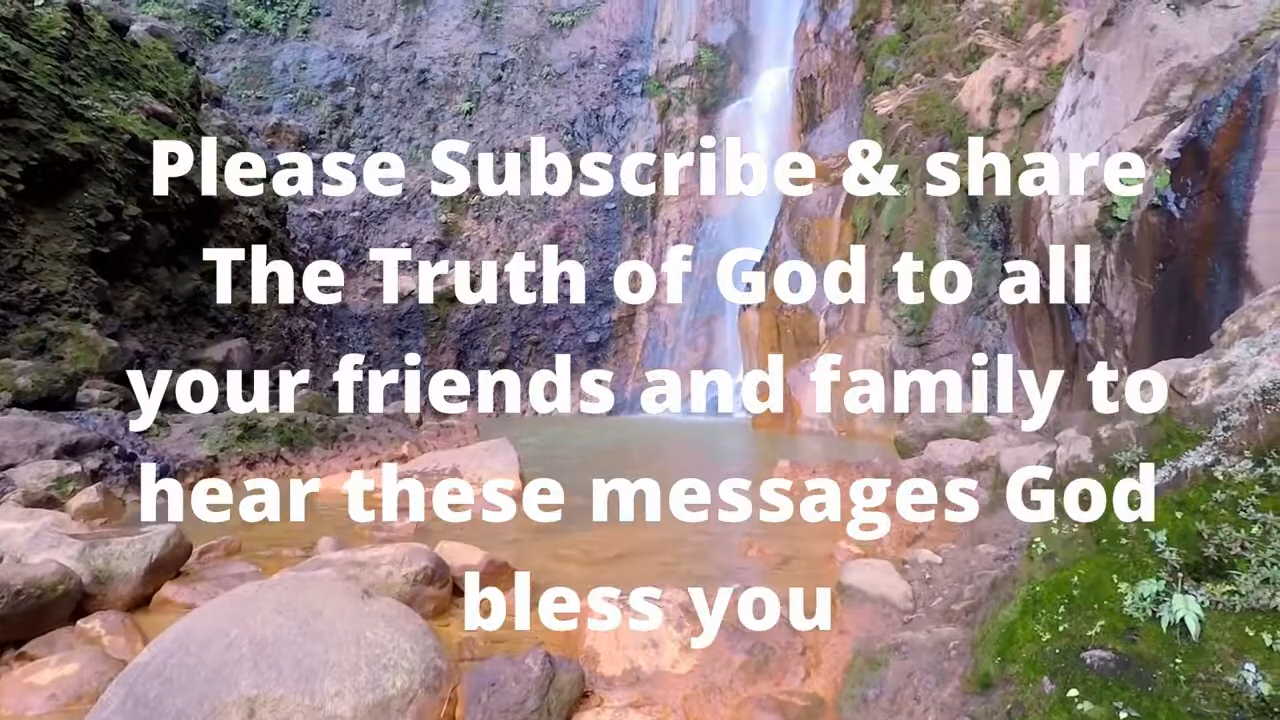 Please Subscribe & share
The Truth of God to all
your friends and family to
hear these messages God
bless you